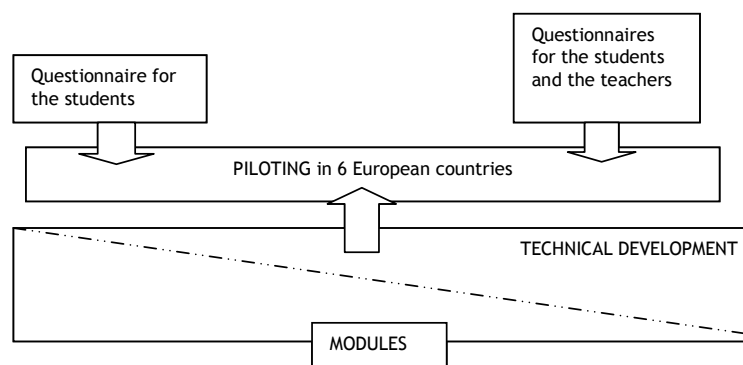 Questionnaire for
the students
Questionnaires
for the students
and the teachers
PILOTING in 6 European countries
TECHNICAL DEVELOPMENT
MODULES